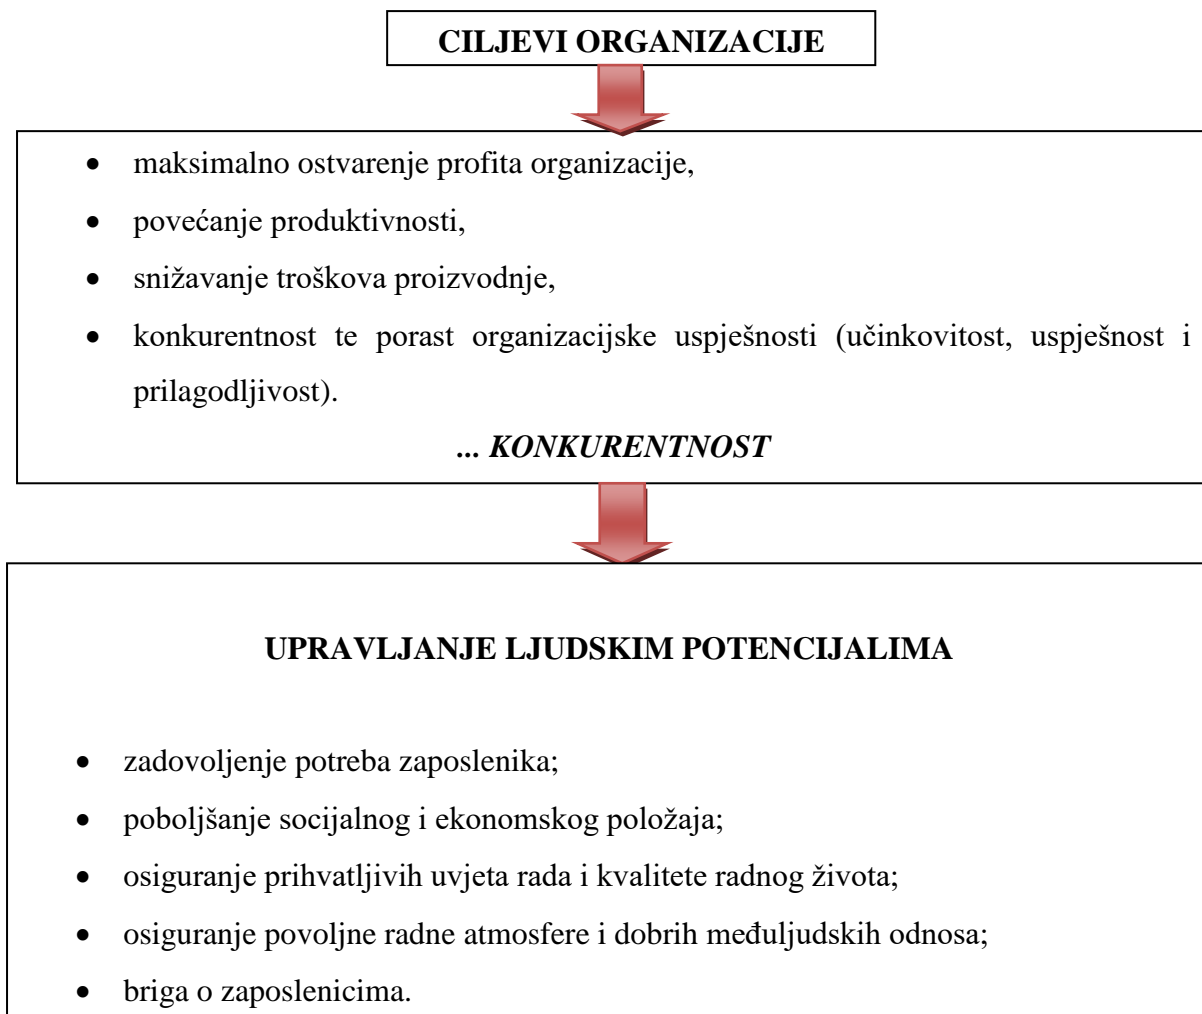 CILJEVI ORGANIZACIJE
• maksimalno ostvarenje profita organizacije,
• povećanje produktivnosti,
• snižavanje troškova proizvodnje,
• konkurentnost te porast organizacijske uspješnosti (učinkovitost, uspješnost i
prilagodljivost).
... KONKURENTNOST
UPRAVLJANJE LJUDSKIM POTENCIJALIMA
• zadovoljenje potreba zaposlenika;
• poboljšanje socijalnog i ekonomskog položaja;
• osiguranje prihvatljivih uvjeta rada i kvalitete radnog života;
• osiguranje povoljne radne atmosfere i dobrih međuljudskih odnosa;
• briga o zaposlenicima.